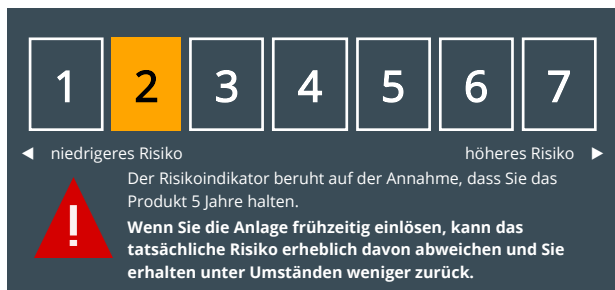 1 2 3 4 5 6 7
◀ niedrigeres Risiko höheres Risiko ▶
Der Risikoindikator beruht auf der Annahme, dass Sie das
Produkt 5 Jahre halten.
Wenn Sie die Anlage frühzeitig einlösen, kann das
tatsächliche Risiko erheblich davon abweichen und Sie
erhalten unter Umständen weniger zurück.
!